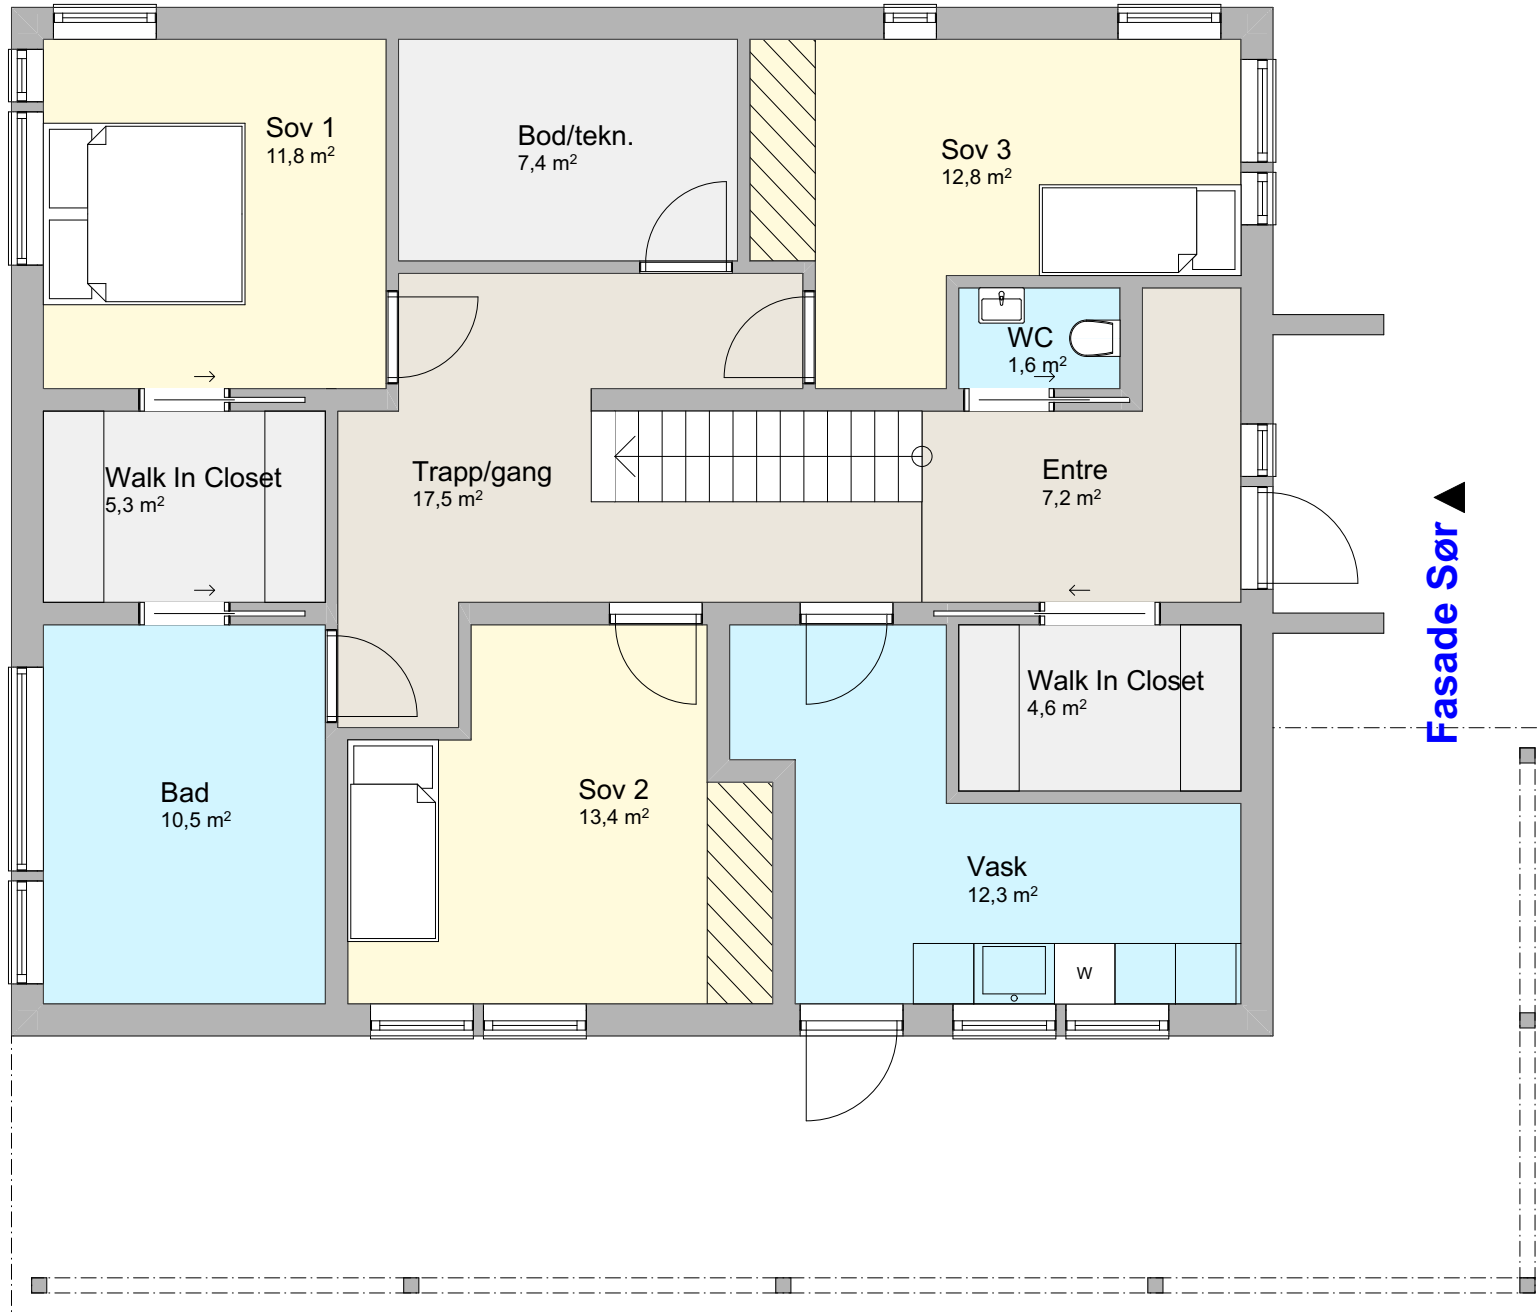 Sov 1
11,8 m²
Bod/tekn.
7,4 m²
Sov 3
12,8 m²
WC
1,6 m²
Walk In Closet
5,3 m²
Trapp/gang
17,5 m²
Entre
7,2 m²
Fasade Sør
Walk In Closet
4,6 m²
Bad
10,5 m²
Sov 2
13,4 m²
Vask
12,3 m²
W